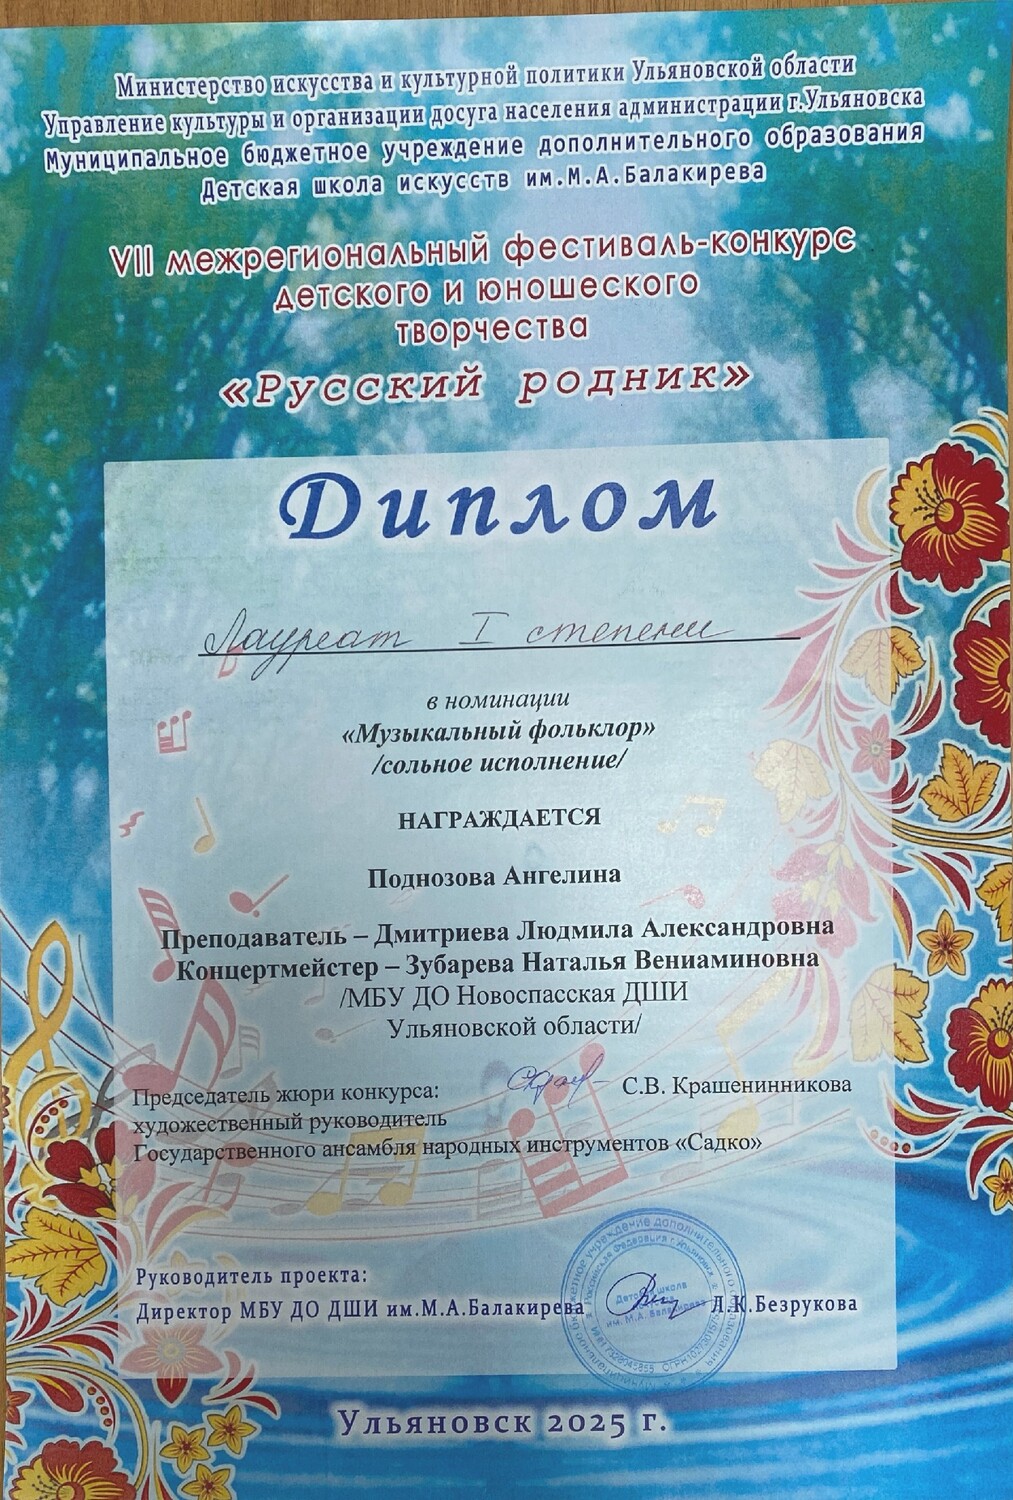 Министерство искусства и культурной политики Ульяновской области
Управление культуры и организации досуга населения администрации г.Ульяновска
Муниципальное бюджетное учреждение дополнительного образования
Детская школа искусств им.М.А.Балакирева
VII межрегиональный фестиваль-конкурс
детского и юношеского
творчества
«Русский родник»
Диплом
Лауреат I степени
в номинации
«Музыкальный фольклор»
/сольное исполнение/
НАГРАЖДАЕТСЯ
Поднозова Ангелина
Преподаватель – Дмитриева Людмила Александровна
Концертмейстер – Зубарева Наталья Вениаминовна
/МБУ ДО Новоспасская ДШИ
Ульяновской области/
Председатель жюри конкурса: С.В. Крашенинникова
художественный руководитель
Государственного ансамбля народных инструментов «Садко»
Руководитель проекта:
Директор МБУ ДО ДШИ им.М.А.Балакирева Л.К.Безрукова
Ульяновск 2025 г.